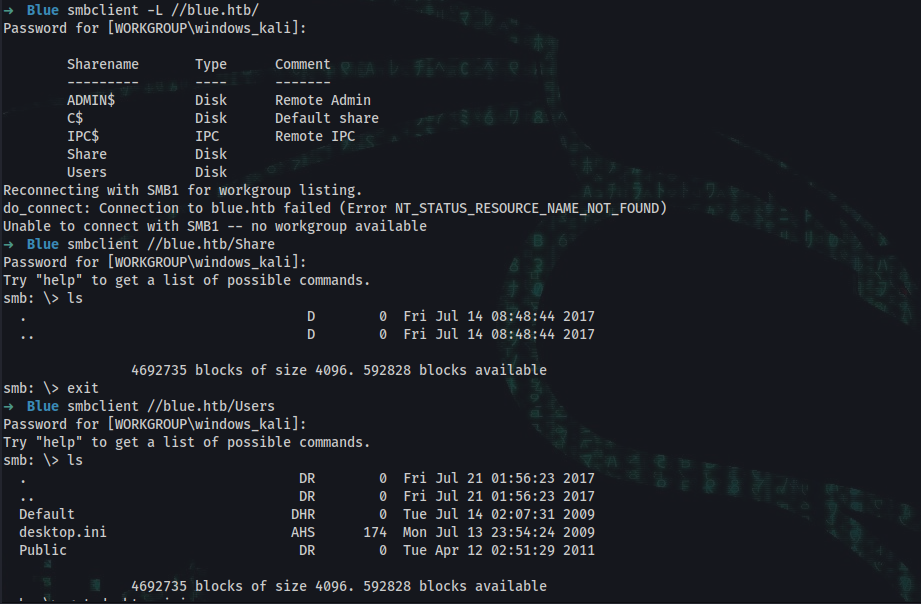 → Blue smbclient -L //blue.htb/
Password for [WORKGROUP\windows_kali]:
Sharename Type Comment
--------- ---- -------
ADMIN$ Disk Remote Admin
C$ Disk Default share
IPC$ IPC Remote IPC
Share Disk
Users Disk
Reconnecting with SMB1 for workgroup listing.
do_connect: Connection to blue.htb failed (Error NT_STATUS_RESOURCE_NAME_NOT_FOUND)
Unable to connect with SMB1 -- no workgroup available
→ Blue smbclient //blue.htb/Share
Password for [WORKGROUP\windows_kali]:
Try "help" to get a list of possible commands.
smb: \> ls
. D 0 Fri Jul 14 08:48:44 2017
.. D 0 Fri Jul 14 08:48:44 2017
4692735 blocks of size 4096. 592828 blocks available
smb: \> exit
→ Blue smbclient //blue.htb/Users
Password for [WORKGROUP\windows_kali]:
Try "help" to get a list of possible commands.
smb: \> ls
. DR 0 Fri Jul 21 01:56:23 2017
.. DR 0 Fri Jul 21 01:56:23 2017
Default DHR 0 Tue Jul 14 02:07:31 2009
desktop.ini AHS 174 Mon Jul 13 23:54:24 2009
Public DR 0 Tue Apr 12 02:51:29 2011
4692735 blocks of size 4096. 592828 blocks available